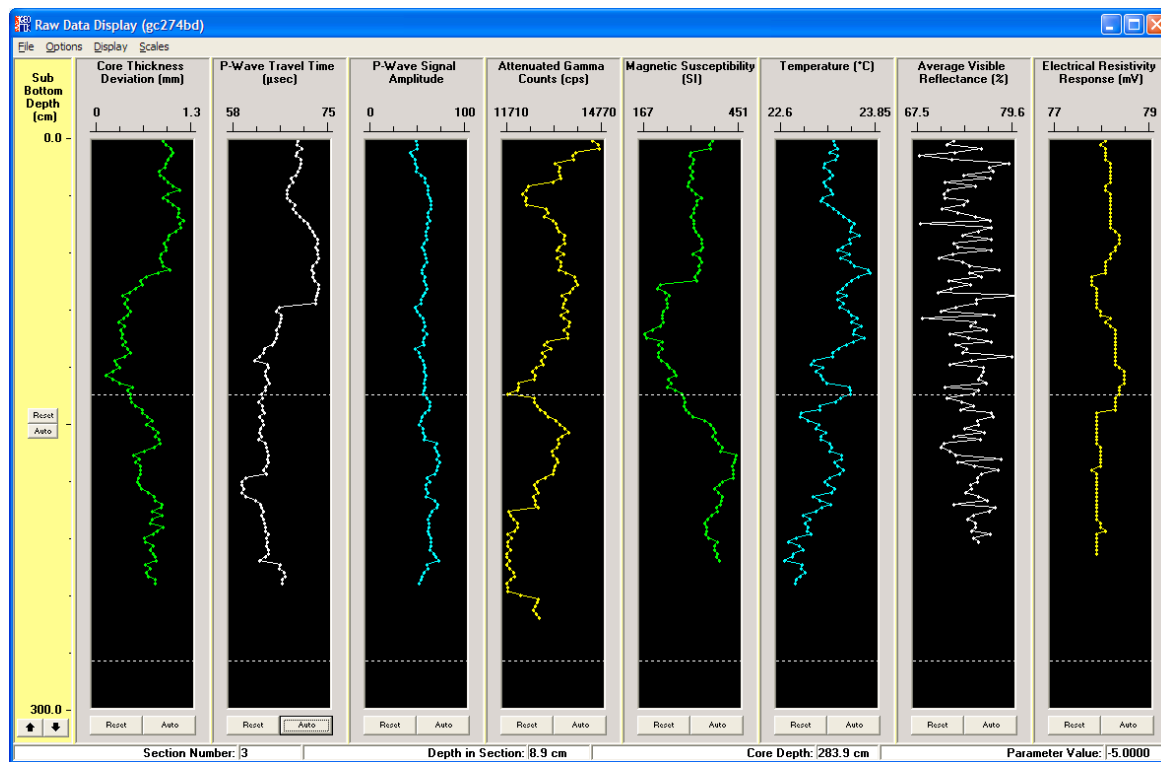 Raw Data Display (gc274bd)
File Options Display Scales
Sub Bottom Depth (cm)
Core Thickness Deviation (mm)
P-Wave Travel Time (µsec)
P-Wave Signal Amplitude
Attenuated Gamma Counts (cps)
Magnetic Susceptibility (SI)
Temperature (°C)
Average Visible Reflectance (%)
Electrical Resistivity Response (mV)
0 1.3 58 75 0 100 11710 14770 167 451 22.6 23.85 67.5 79.6 77 79
0.0
Reset
Auto
300.0
Reset Auto Reset Auto Reset Auto Reset Auto Reset Auto Reset Auto Reset Auto Reset Auto
Section Number: 3 Depth in Section: 8.9 cm Core Depth: 283.9 cm Parameter Value: -5.0000